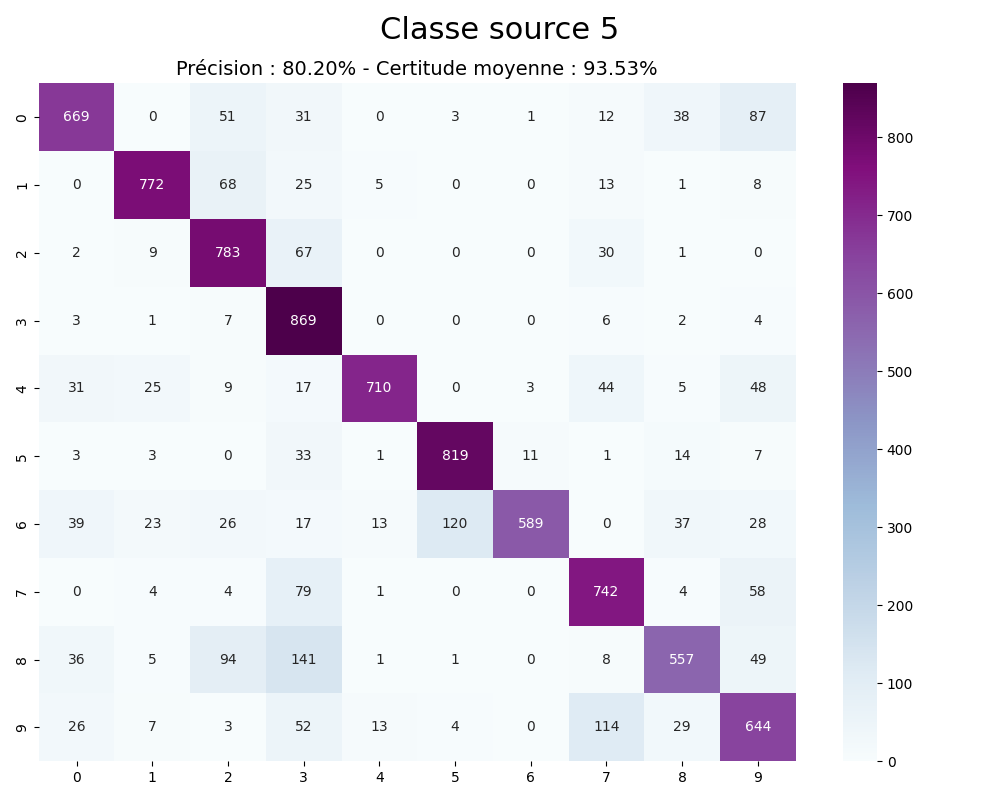 Classe source 5
Précision : 80.20% - Certitude moyenne : 93.53%
0 669 0 51 31 0 3 1 12 38 87
1 0 772 68 25 5 0 0 13 1 8
2 2 9 783 67 0 0 0 30 1 0
3 3 1 7 869 0 0 0 6 2 4
4 31 25 9 17 710 0 3 44 5 48
5 3 3 0 33 1 819 11 1 14 7
6 39 23 26 17 13 120 589 0 37 28
7 0 4 4 79 1 0 0 742 4 58
8 36 5 94 141 1 1 0 8 557 49
9 26 7 3 52 13 4 0 114 29 644
0 1 2 3 4 5 6 7 8 9
800
700
600
500
400
300
200
100
0